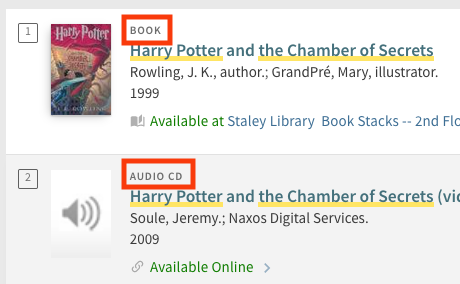 1
BOOK
Harry Potter and the Chamber of Secrets
Rowling, J. K., author.; GrandPré, Mary, illustrator.
1999
Available at Staley Library Book Stacks -- 2nd Flo
2
AUDIO CD
Harry Potter and the Chamber of Secrets (vi
Soule, Jeremy.; Naxos Digital Services.
2009
Available Online